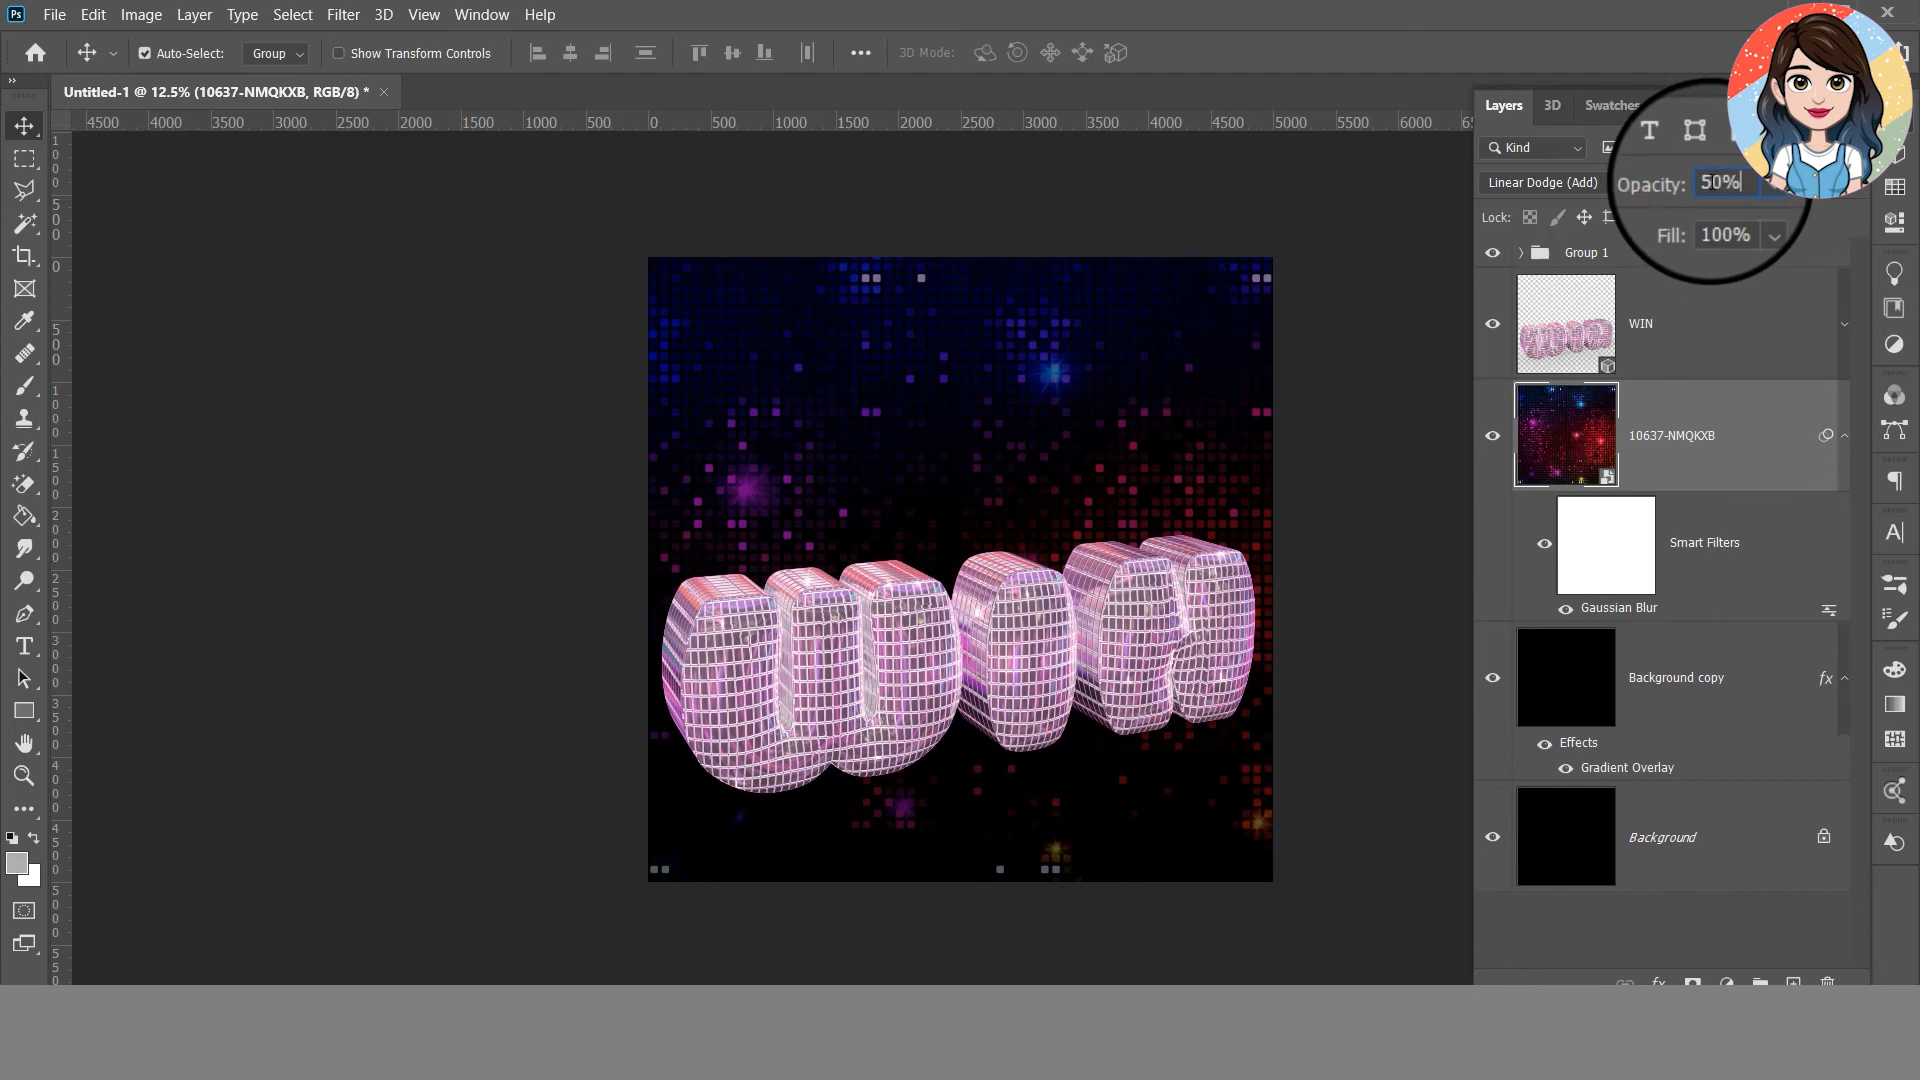 Ps File Edit Image Layer Type Select Filter 3D View Window Help
Auto-Select: Group Show Transform Controls 3D Mode:
Untitled-1 @ 12.5% (10637-NMQKXB, RGB/8) *
4500 4000 3500 3000 2500 2000 1500 1000 500 0 500 1000 1500 2000 2500 3000 3500 4000 4500 5000 5500 6000
Layers 3D Swatches
Kind
Linear Dodge (Add) Opacity: 50%
Lock: Fill: 100%
Group 1
WIN
10637-NMQKXB
Smart Filters
Gaussian Blur
Background copy fx
Effects
Gradient Overlay
Background